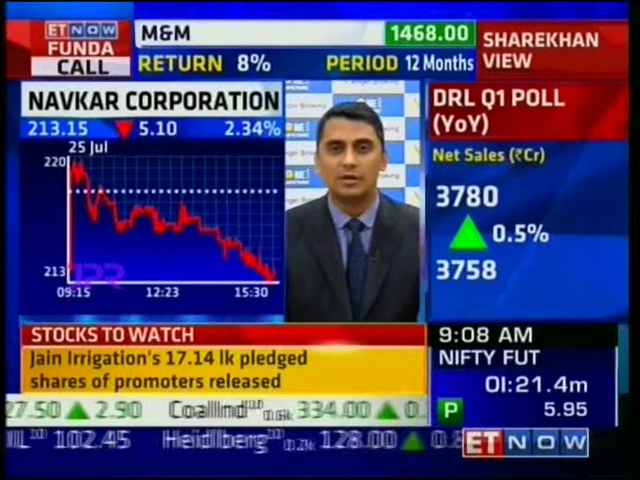 ET NOW
FUNDA
CALL
M&M
1468.00
RETURN 8%
PERIOD 12 Months
SHAREKHAN
VIEW
NAVKAR CORPORATION
213.15 ▼ 5.10 2.34%
25 Jul
220
213
09:15 12:23 15:30
IPR
DRL Q1 POLL
(YoY)
Net Sales (₹Cr)
3780
▲ 0.5%
3758
STOCKS TO WATCH
Jain Irrigation's 17.14 lk pledged
shares of promoters released
9:08 AM
NIFTY FUT
OI:21.4m
P 5.95
27.50 ▲ 2.90 CoalInd 334.00 ▲
102.45 Heidlberg 128.00 ▲
ET NOW